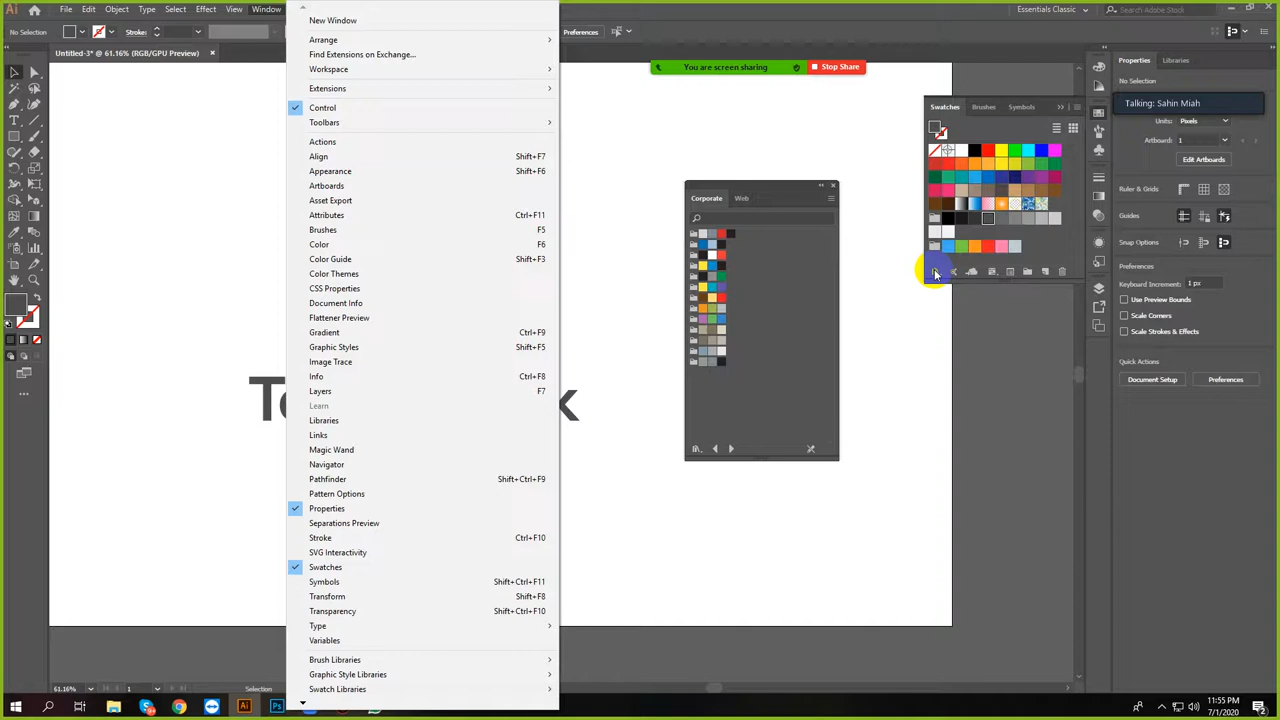 Ai
File
Edit
Object
Type
Select
Effect
View
Window
Essentials Classic
Search Adobe Stock
No Selection
Stroke:
Preferences
Untitled-3* @ 61.16% (RGB/GPU Preview)
×
New Window
Arrange
Find Extensions on Exchange...
Workspace
Extensions
Control
Toolbars
Actions
Align Shift+F7
Appearance Shift+F6
Artboards
Asset Export
Attributes Ctrl+F11
Brushes F5
Color F6
Color Guide Shift+F3
Color Themes
CSS Properties
Document Info
Flattener Preview
Gradient Ctrl+F9
Graphic Styles Shift+F5
Image Trace
Info Ctrl+F8
Layers F7
Learn
Libraries
Links
Magic Wand
Navigator
Pathfinder Shift+Ctrl+F9
Pattern Options
Properties
Separations Preview
Stroke Ctrl+F10
SVG Interactivity
Swatches
Symbols Shift+Ctrl+F11
Transform Shift+F8
Transparency Shift+Ctrl+F10
Type
Variables
Brush Libraries
Graphic Style Libraries
Swatch Libraries
You are screen sharing
Stop Share
Corporate
Web
Swatches
Brushes
Symbols
Properties
Libraries
No Selection
Talking: Sahin Miah
Units: Pixels
Artboard: 1
Edit Artboards
Ruler & Grids
Guides
Snap Options
Preferences
Keyboard Increment: 1 px
Use Preview Bounds
Scale Corners
Scale Strokes & Effects
Quick Actions
Document Setup
Preferences
61.16%
1
Selection
Ai
Ps
11:55 PM
7/1/2020